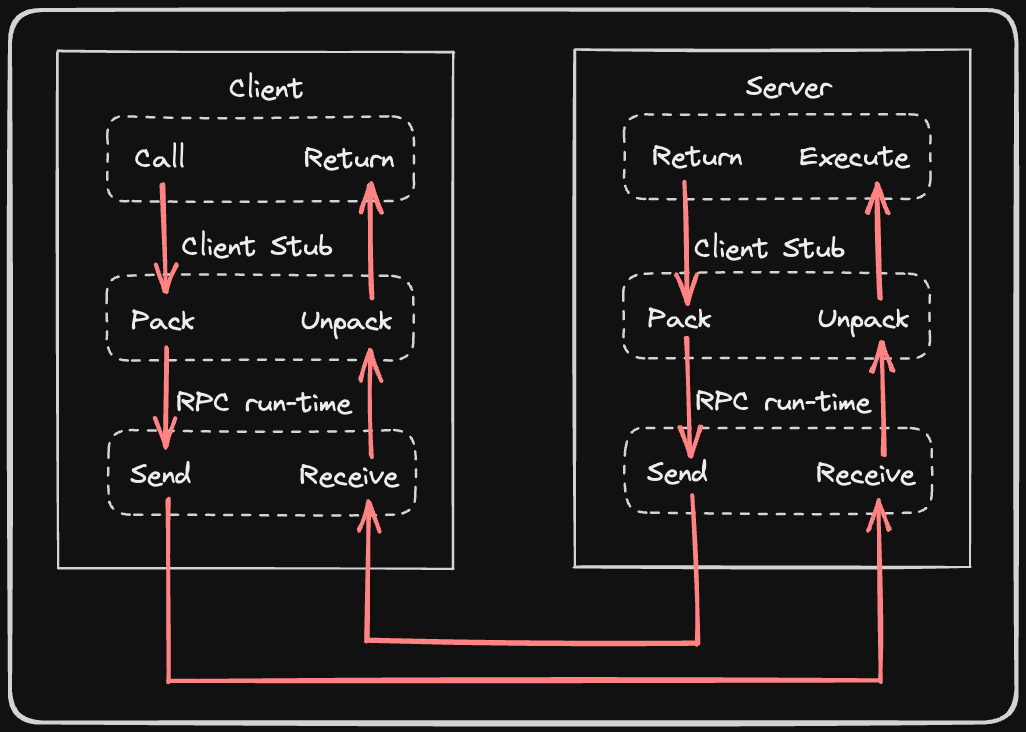 Client
Call Return
Client Stub
Pack Unpack
RPC run-time
Send Receive
Server
Return Execute
Client Stub
Pack Unpack
RPC run-time
Send Receive